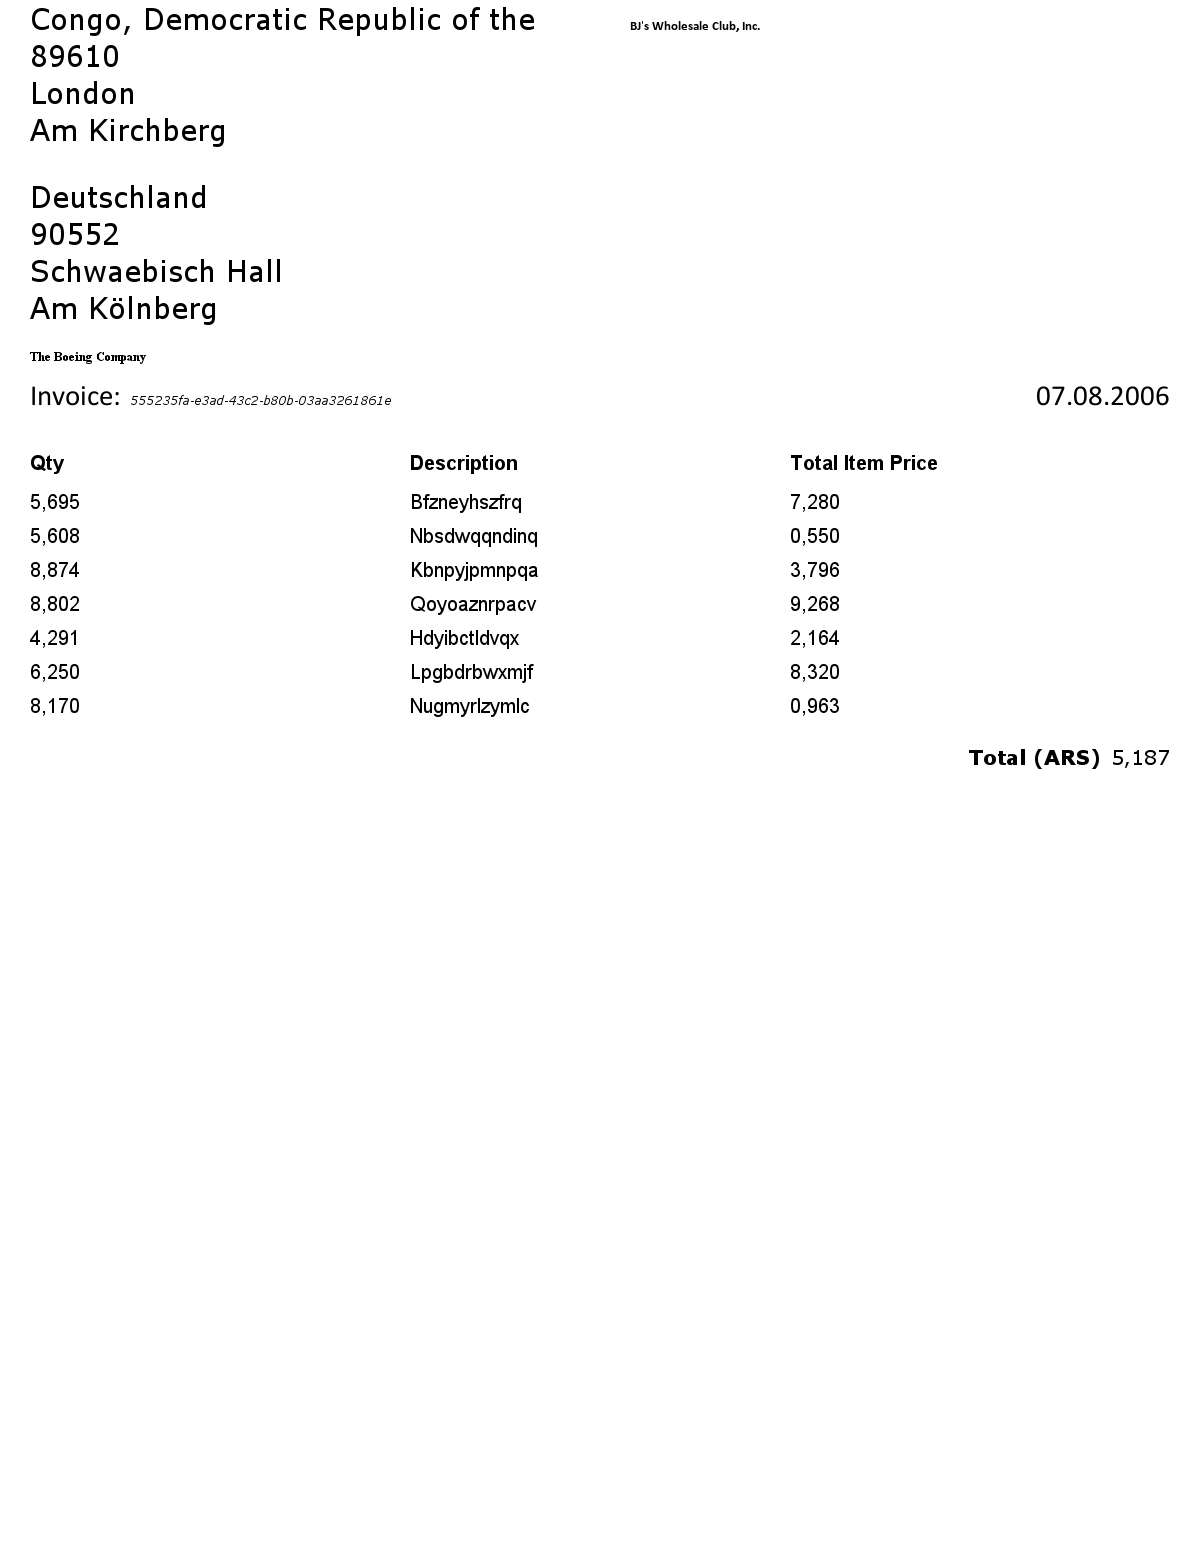 Congo, Democratic Republic of the
BJ's Wholesale Club, Inc.
89610
London
Am Kirchberg
Deutschland
90552
Schwaebisch Hall
Am Kölnberg
The Boeing Company
Invoice: 555235fa-e3ad-43c2-b80b-03aa3261861e 07.08.2006
Qty Description Total Item Price
5,695 Bfzneyhszfrq 7,280
5,608 Nbsdwqqndinq 0,550
8,874 Kbnpyjpmnpqa 3,796
8,802 Qoyoaznrpacv 9,268
4,291 Hdyibctldvqx 2,164
6,250 Lpgbdrbwxmjf 8,320
8,170 Nugmyrlzymlc 0,963
Total (ARS) 5,187